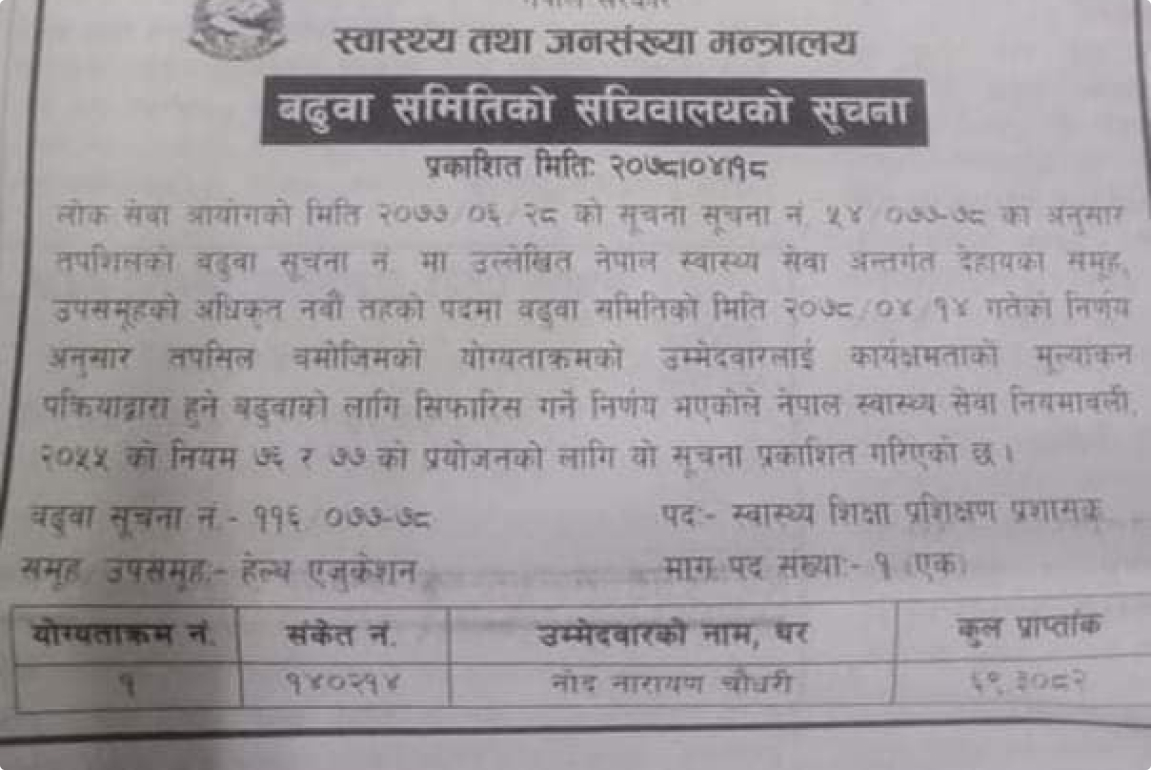 नेपाल सरकार
स्वास्थ्य तथा जनसंख्या मन्त्रालय
बढुवा समितिको सचिवालयको सूचना
प्रकाशित मिति: २०७८।०४।१८
लोक सेवा आयोगको मिति २०७७/०६/२८ को सूचना सूचना नं. ५४/०७७-७८ का अनुसार
तपशिलको बढुवा सूचना नं. मा उल्लेखित नेपाल स्वास्थ्य सेवा अन्तर्गत देहायका समूह,
उपसमूहको अधिकृत नवौं तहको पदमा बढुवा समितिको मिति २०७८/०४/१४ गतेको निर्णय
अनुसार तपसिल बमोजिमको योग्यताक्रमको उम्मेदवारलाई कार्यक्षमताको मूल्याकन
पक्रियाद्वारा हुने बढुवाको लागि सिफारिस गर्ने निर्णय भएकोले नेपाल स्वास्थ्य सेवा नियमावली,
२०५५ को नियम ७६ र ७७ को प्रयोजनको लागि यो सूचना प्रकाशित गरिएको छ।
बढुवा सूचना नं.- ११६/०७७-७८ पद:- स्वास्थ्य शिक्षा प्रशिक्षण प्रशासक
समूह/उपसमूह:- हेल्थ एजुकेशन माग पद संख्या:- १ (एक)
योग्यताक्रम नं. संकेत नं. उम्मेदवारको नाम, थर कुल प्राप्तांक
१ १४०२१४ नारायण चौधरी ६९.३०८२